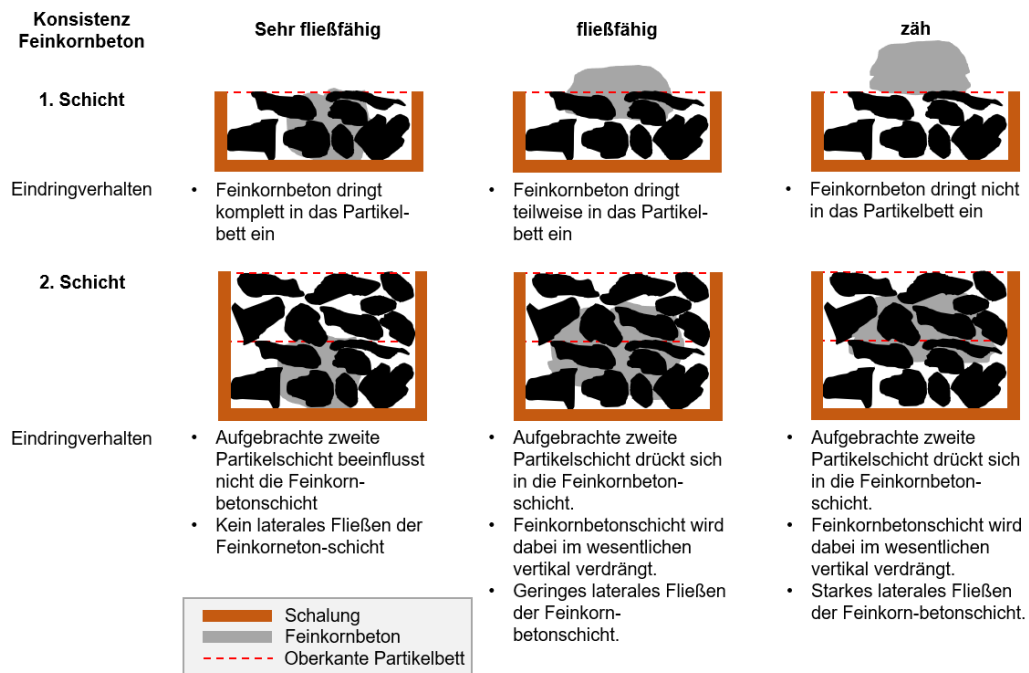 Konsistenz
Feinkornbeton
Sehr fließfähig
fließfähig
zäh
1. Schicht
Eindringverhalten
• Feinkornbeton dringt
komplett in das Partikel-
bett ein
• Feinkornbeton dringt
teilweise in das Partikel-
bett ein
• Feinkornbeton dringt nicht
in das Partikelbett ein
2. Schicht
Eindringverhalten
• Aufgebrachte zweite
Partikelschicht beeinflusst
nicht die Feinkorn-
betonschicht
• Kein laterales Fließen der
Feinkorneton-schicht
• Aufgebrachte zweite
Partikelschicht drückt sich
in die Feinkornbeton-
schicht.
• Feinkornbetonschicht wird
dabei im wesentlichen
vertikal verdrängt.
• Geringes laterales Fließen
der Feinkorn-
betonschicht.
• Aufgebrachte zweite
Partikelschicht drückt sich
in die Feinkornbeton-
schicht.
• Feinkornbetonschicht wird
dabei im wesentlichen
vertikal verdrängt.
• Starkes laterales Fließen
der Feinkorn-betonschicht.
Schalung
Feinkornbeton
Oberkante Partikelbett